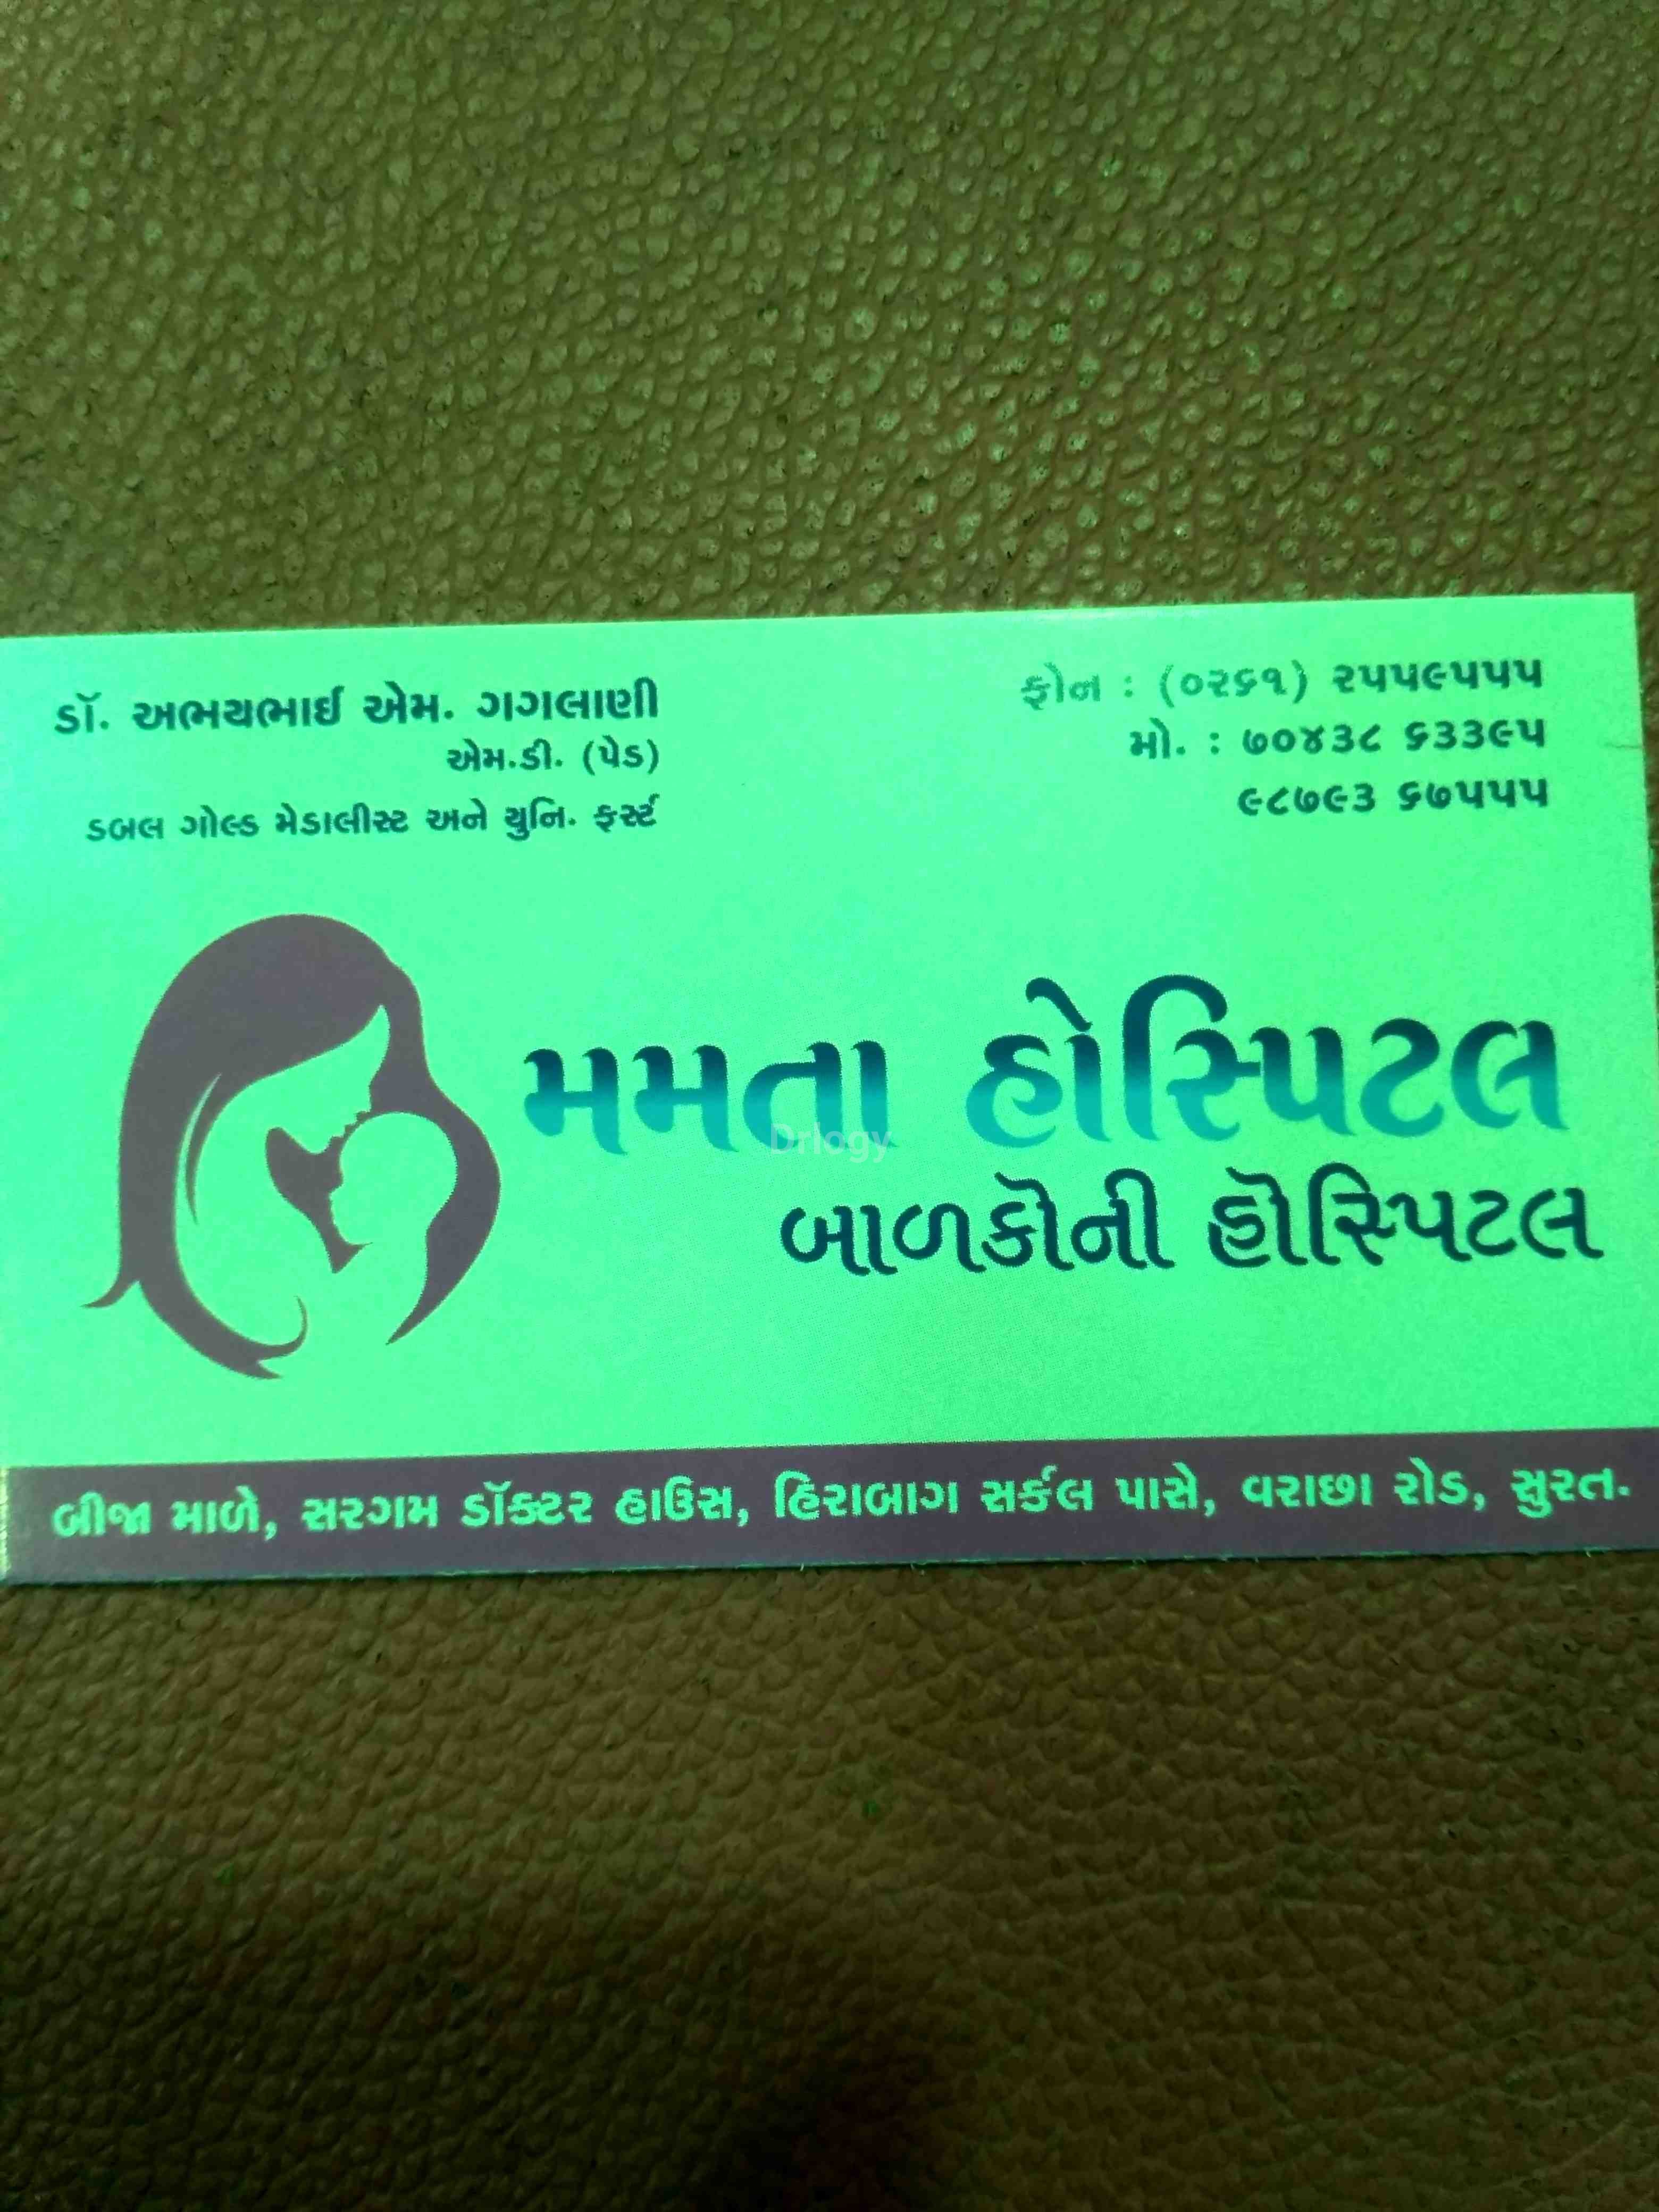 ડૉ. અભયભાઈ એમ. ગગલાણી
એમ.ડી. (પેડ)
ડબલ ગોલ્ડ મેડાલીસ્ટ અને યુનિ. ફર્સ્ટ
ફોન : (૦૨૬૧) ૨૫૫૯૫૫૫
મો. : ૭૦૪૩૮ ૬૩૩૯૫
૯૮૭૯૩ ૬૭૫૫૫
મમતા હોસ્પિટલ
Drlogy
બાળકોની હૉસ્પિટલ
બીજા માળે, સરગમ ડૉક્ટર હાઉસ, હિરાબાગ સર્કલ પાસે, વરાછા રોડ, સુરત.